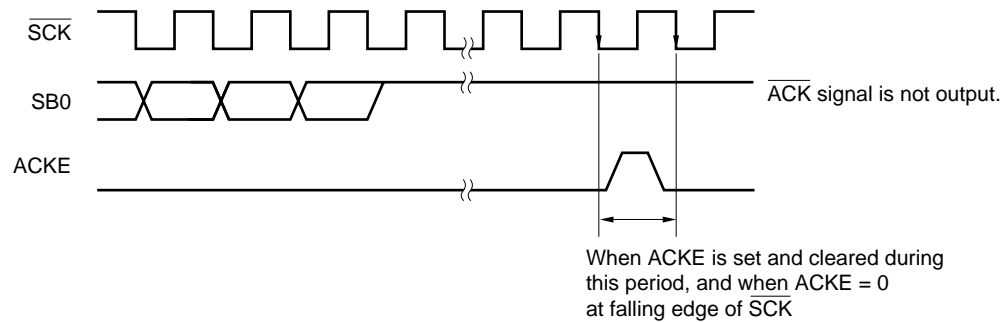 SCK
SB0
ACK signal is not output.
ACKE
When ACKE is set and cleared during
this period, and when ACKE = 0
at falling edge of SCK